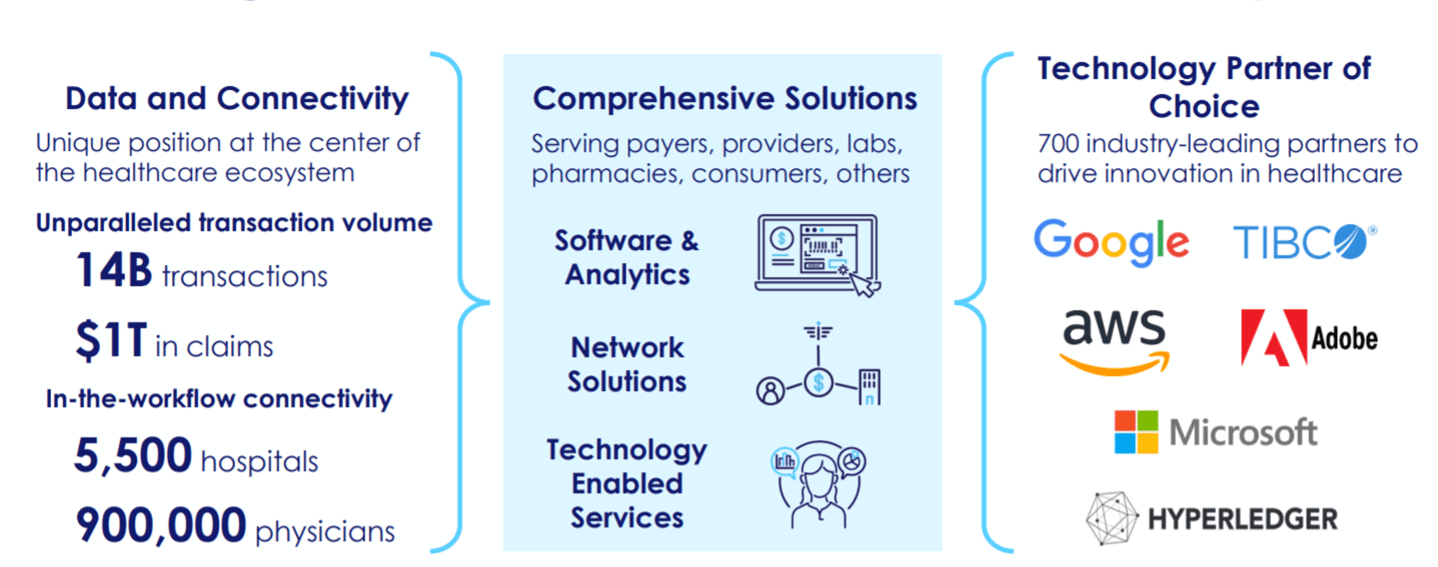 Data and Connectivity
Unique position at the center of
the healthcare ecosystem
Unparalleled transaction volume
14B transactions
$1T in claims
In-the-workflow connectivity
5,500 hospitals
900,000 physicians
Comprehensive Solutions
Serving payers, providers, labs,
pharmacies, consumers, others
Software &
Analytics
Network
Solutions
Technology
Enabled
Services
Technology Partner of
Choice
700 industry-leading partners to
drive innovation in healthcare
Google
TIBCO®
aws
Adobe
Microsoft
HYPERLEDGER